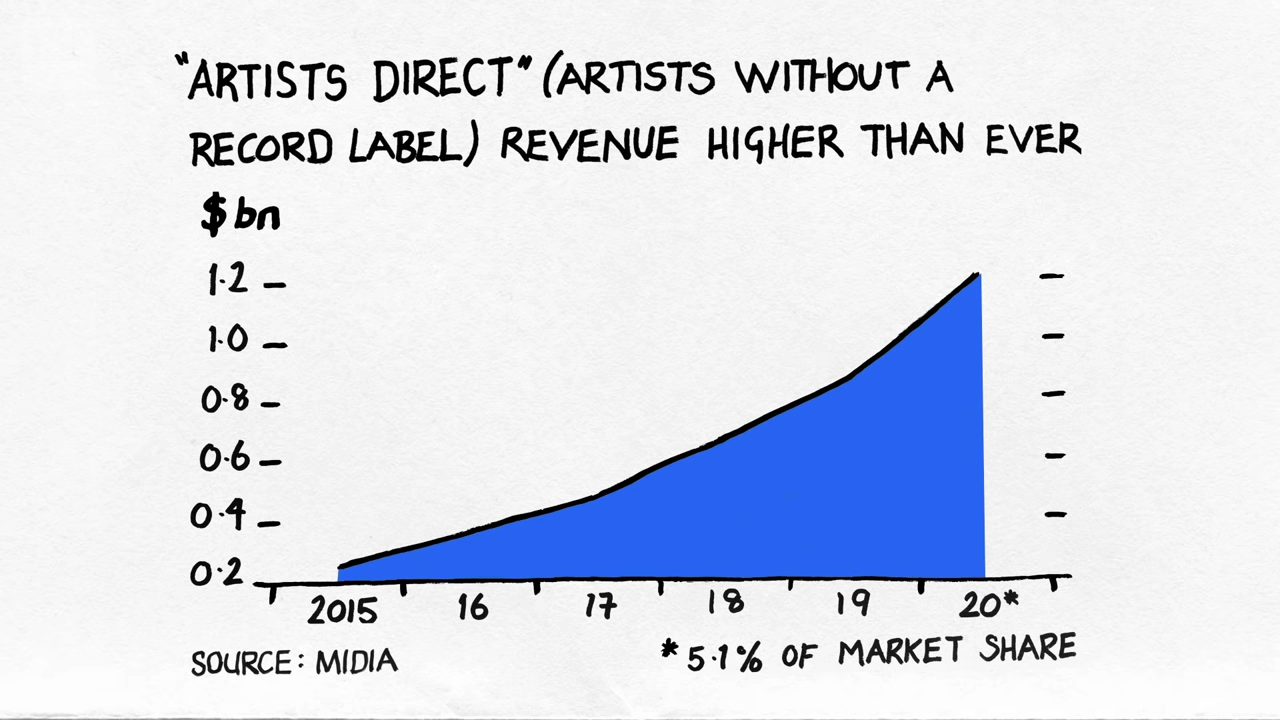 "ARTISTS DIRECT" (ARTISTS WITHOUT A
RECORD LABEL) REVENUE HIGHER THAN EVER
$bn
1·2
1·0
0·8
0·6
0·4
0·2
2015 16 17 18 19 20*
SOURCE: MIDIA
*5·1% OF MARKET SHARE